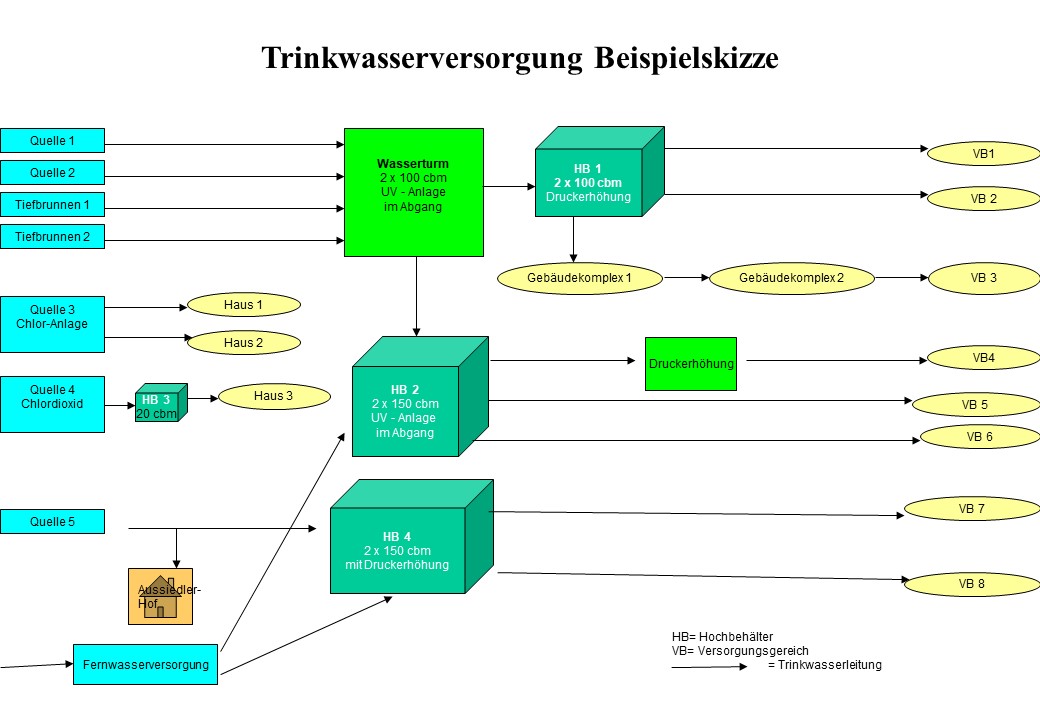 Trinkwasserversorgung Beispielskizze
Quelle 1
Quelle 2
Tiefbrunnen 1
Tiefbrunnen 2
Wasserturm
2 x 100 cbm
UV - Anlage
im Abgang
HB 1
2 x 100 cbm
Druckerhöhung
VB1
VB 2
Gebäudekomplex 1
Gebäudekomplex 2
VB 3
Quelle 3
Chlor-Anlage
Haus 1
Haus 2
Quelle 4
Chlordioxid
HB 3
20 cbm
Haus 3
HB 2
2 x 150 cbm
UV - Anlage
im Abgang
Druckerhöhung
VB4
VB 5
VB 6
Quelle 5
HB 4
2 x 150 cbm
mit Druckerhöhung
VB 7
VB 8
Aussiedler-
Hof
Fernwasserversorgung
HB= Hochbehälter
VB= Versorgungsgereich
= Trinkwasserleitung